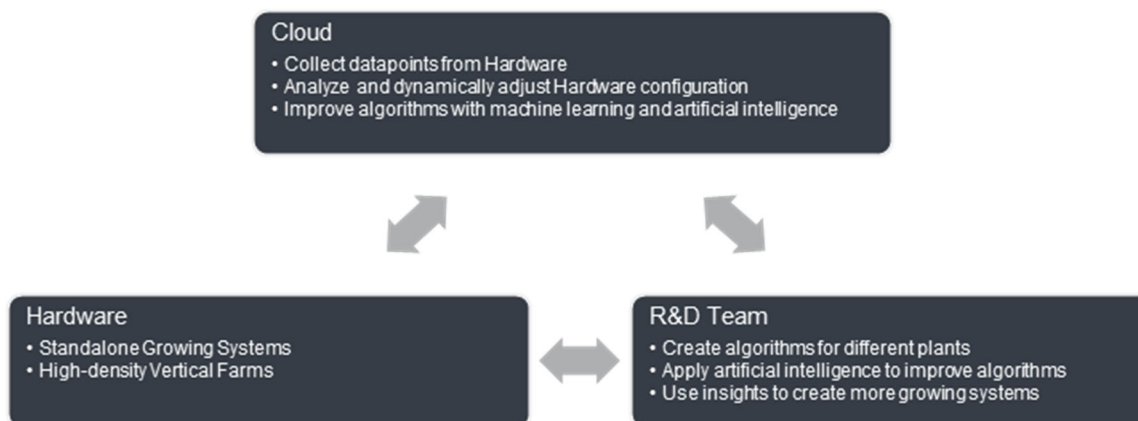 Cloud
• Collect datapoints from Hardware
• Analyze and dynamically adjust Hardware configuration
• Improve algorithms with machine learning and artificial intelligence
Hardware
• Standalone Growing Systems
• High-density Vertical Farms
R&D Team
• Create algorithms for different plants
• Apply artificial intelligence to improve algorithms
• Use insights to create more growing systems